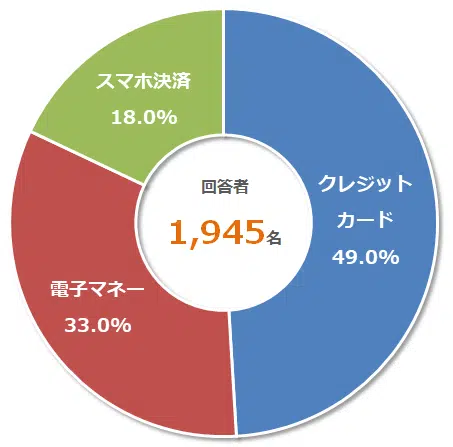 スマホ決済
18.0%
回答者
1,945名
クレジット
カード
49.0%
電子マネー
33.0%